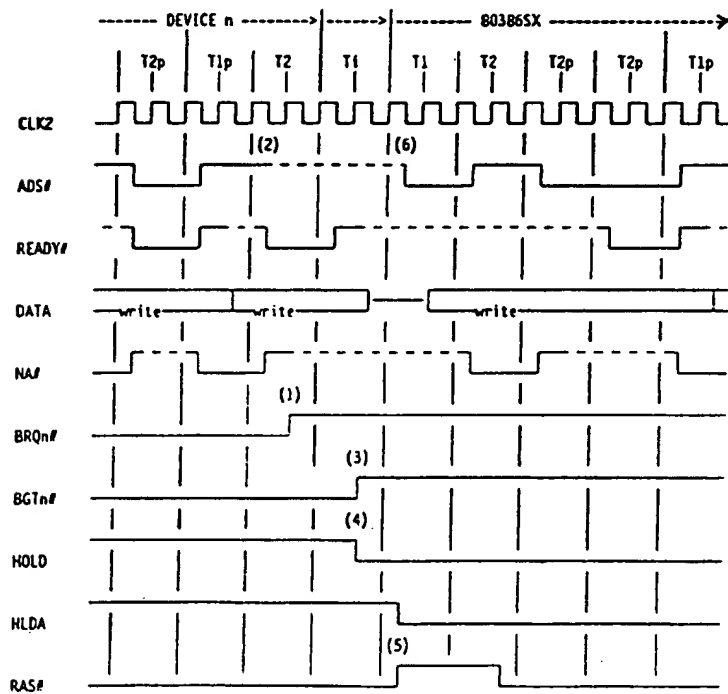 DEVICE n 80386SX
T2p T1p T2 Ti T1 T2 T2p T2p T1p
CLK2
(2) (6)
ADS#
READY#
DATA write write write
NA#
(1)
BRQn#
(3)
BGTn#
(4)
HOLD
HLDA
(5)
RAS#